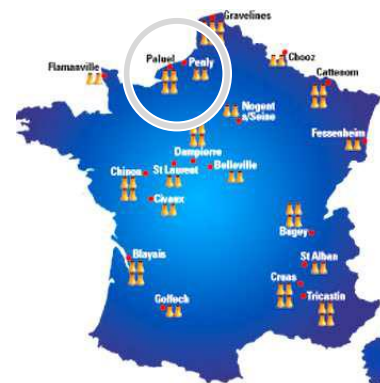 Gravelines
Paluel
Penly
Chooz
Flamanville
Cattenom
Nogent
s/Seine
Fessenheim
Dampierre
St Laurent
Belleville
Chinon
Civaux
Bugey
Blayais
St Alban
Cruas
Golfech
Tricastin